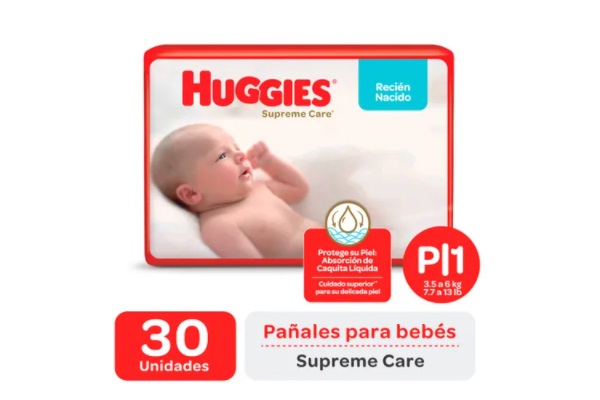 HUGGIES®
Supreme Care®
Recién
Nacido
Protege su Piel:
Absorción de
Caquita Líquida
Cuidado superior**
para su delicada piel
P|1
3.5 a 6 kg
7.7 a 13 lb
30
Unidades
Pañales para bebés
Supreme Care